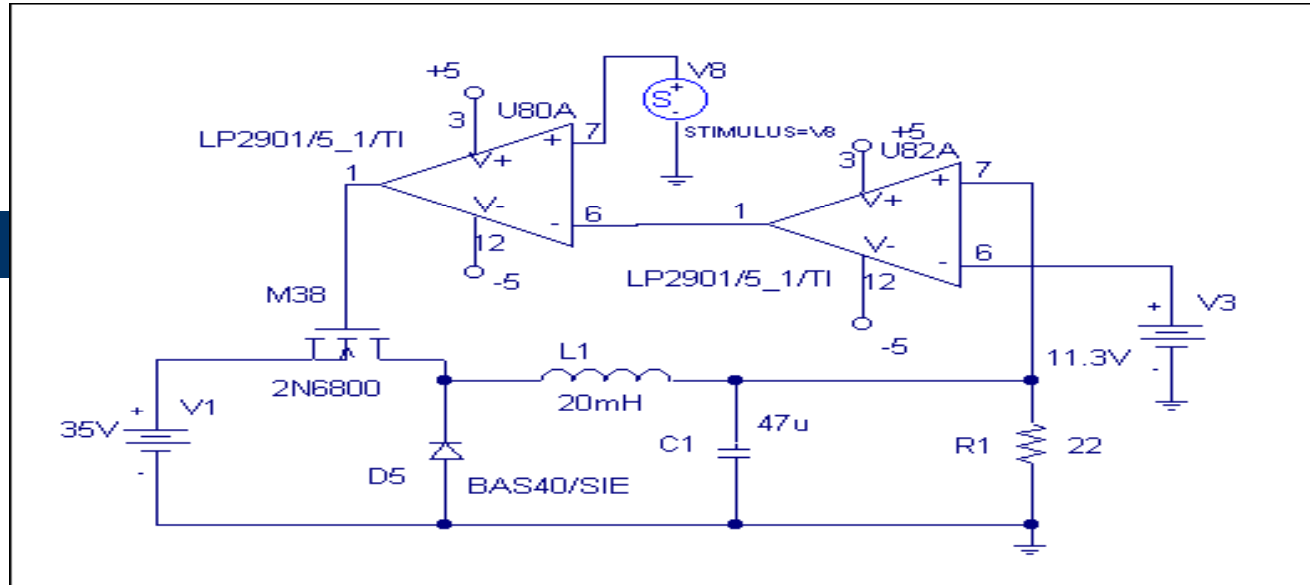 V8
+5
U80A
S
+
-
3
+
7
STIMULUS=V8
LP2901/5_1/TI
V+
+5
U82A
3
1
V-
-
6
1
+
7
V+
12
V-
-
6
-5
LP2901/5_1/TI
12
M38
+
V3
-5
11.3V
-
L1
2N6800
20mH
+
V1
35V
-
47u
C1
R1
22
D5
BAS40/SIE